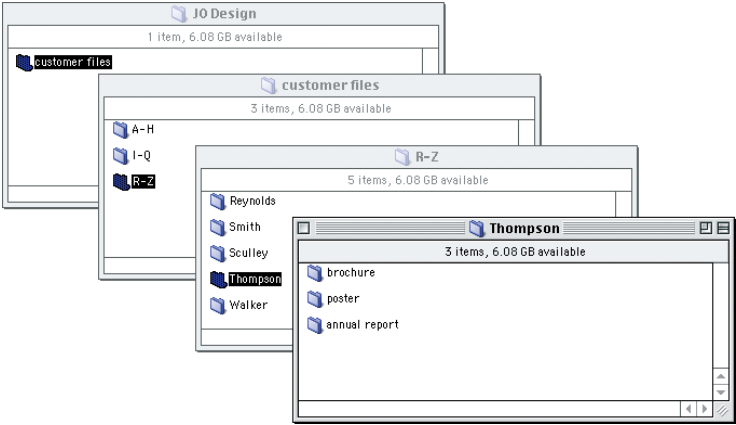 JO Design
1 item, 6.08 GB available
customer files
customer files
3 items, 6.08 GB available
A-H
I-Q
R-Z
R-Z
5 items, 6.08 GB available
Reynolds
Smith
Sculley
Thompson
Walker
Thompson
3 items, 6.08 GB available
brochure
poster
annual report